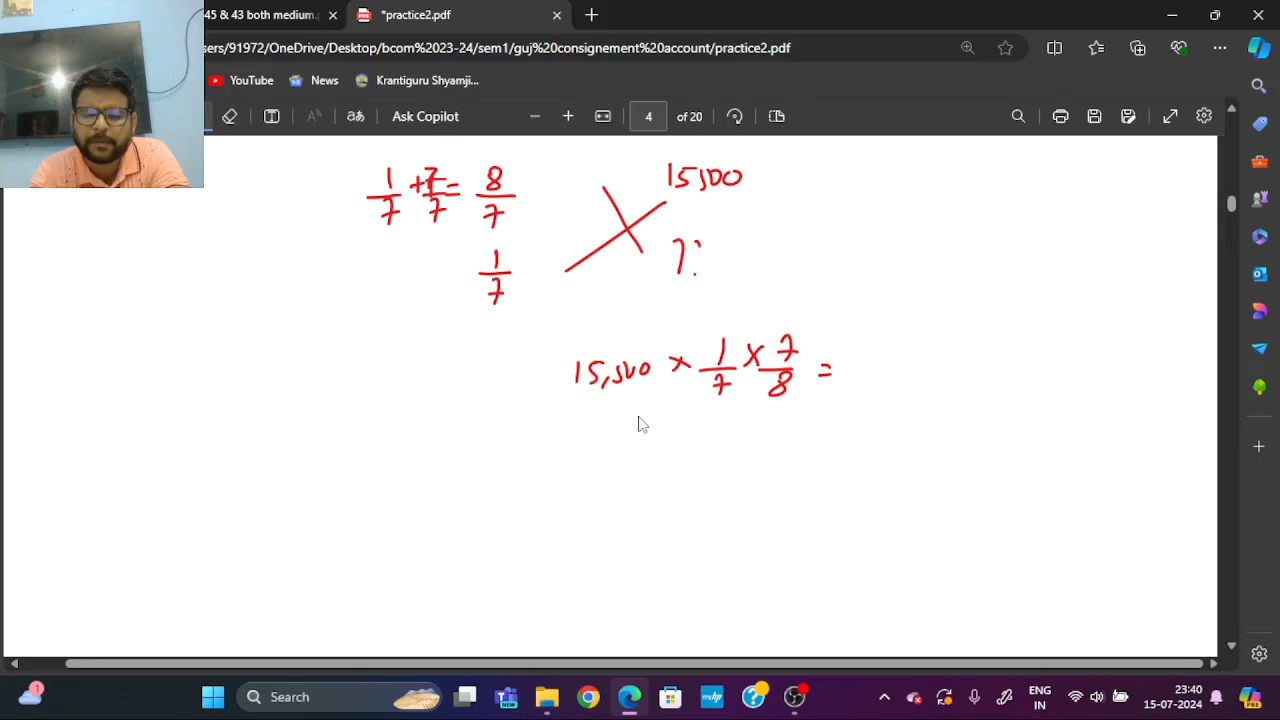 45 & 43 both medium.p
*practice2.pdf
sers/91972/OneDrive/Desktop/bcom%2023-24/sem1/guj%20consignement%20account/practice2.pdf
YouTube
News
Krantiguru Shyamji...
Ask Copilot
4 of 20
1/7 + 7/7 = 8/7
15,500
1/7
??
15,500 × 1/7 × 7/8 =
1
Search
ENG
IN
23:40
15-07-2024